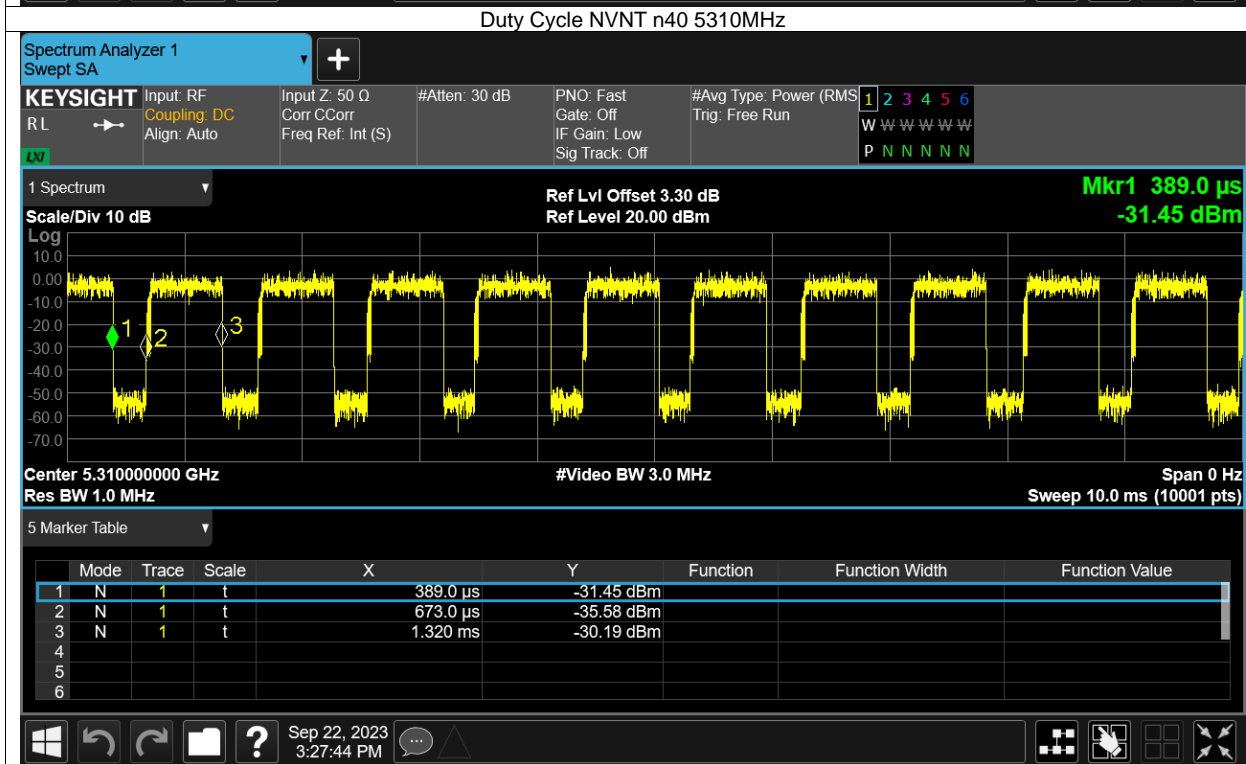 Duty Cycle NVNT n40 5310MHz
Spectrum Analyzer 1
Swept SA
+
KEYSIGHT Input: RF Input Z: 50 Ω #Atten: 30 dB PNO: Fast #Avg Type: Power (RMS 1 2 3 4 5 6
R L Coupling: DC Corr CCorr Gate: Off Trig: Free Run W W W W W W
Align: Auto Freq Ref: Int (S) IF Gain: Low
LXI Sig Track: Off P N N N N N
1 Spectrum Ref Lvl Offset 3.30 dB Mkr1 389.0 µs
Scale/Div 10 dB Ref Level 20.00 dBm -31.45 dBm
Log
10.0
0.00
-10.0
-20.0 1 2 3
-30.0
-40.0
-50.0
-60.0
-70.0
Center 5.310000000 GHz #Video BW 3.0 MHz Span 0 Hz
Res BW 1.0 MHz Sweep 10.0 ms (10001 pts)
5 Marker Table
Mode Trace Scale X Y Function Function Width Function Value
1 N 1 t 389.0 µs -31.45 dBm
2 N 1 t 673.0 µs -35.58 dBm
3 N 1 t 1.320 ms -30.19 dBm
4
5
6
? Sep 22, 2023
3:27:44 PM